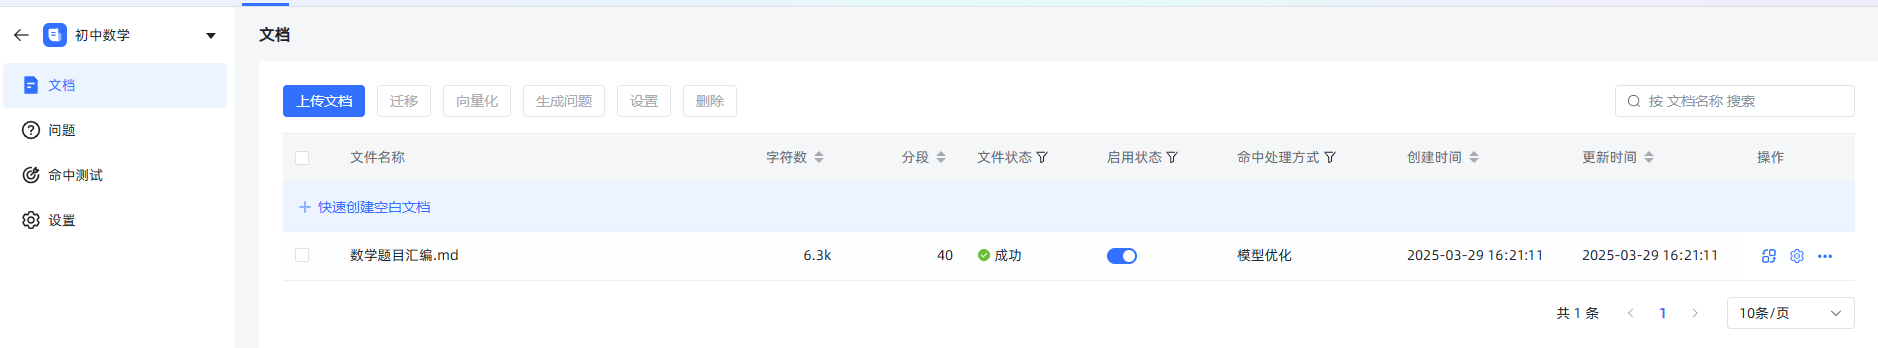 初中数学
文档
问题
命中测试
设置
文档
上传文档 迁移 向量化 生成问题 设置 删除 按 文档名称 搜索
文件名称 字符数 分段 文件状态 启用状态 命中处理方式 创建时间 更新时间 操作
快速创建空白文档
数学题目汇编.md 6.3k 40 成功 模型优化 2025-03-29 16:21:11 2025-03-29 16:21:11
共 1 条 1 10条/页